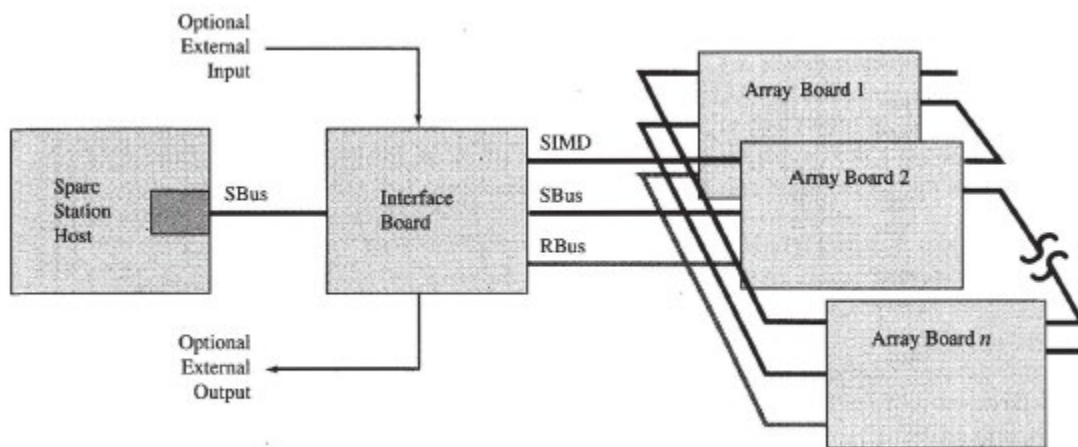 Optional
External
Input
Sparc
Station
Host
SBus
Interface
Board
SIMD
SBus
RBus
Array Board 1
Array Board 2
Array Board n
Optional
External
Output